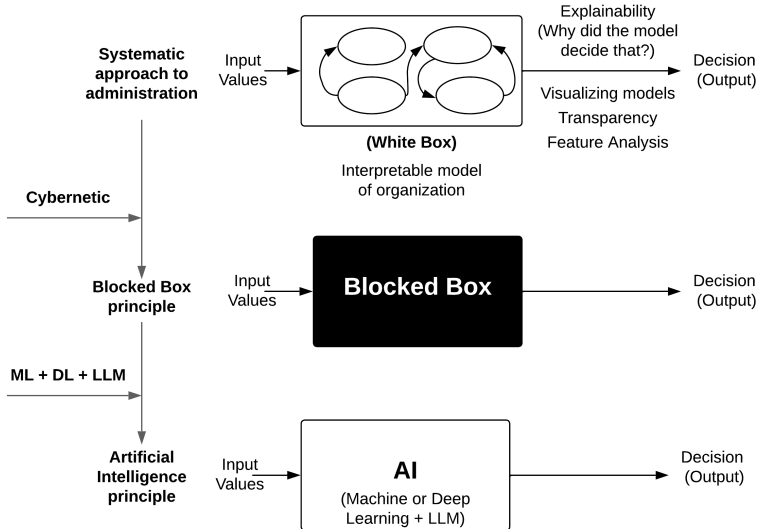 Systematic
approach to
administration
Input
Values
(White Box)
Interpretable model
of organization
Explainability
(Why did the model
decide that?)
Visualizing models
Transparency
Feature Analysis
Decision
(Output)
Cybernetic
Blocked Box
principle
Input
Values
Blocked Box
Decision
(Output)
ML + DL + LLM
Artificial
Intelligence
principle
Input
Values
AI
(Machine or Deep
Learning + LLM)
Decision
(Output)